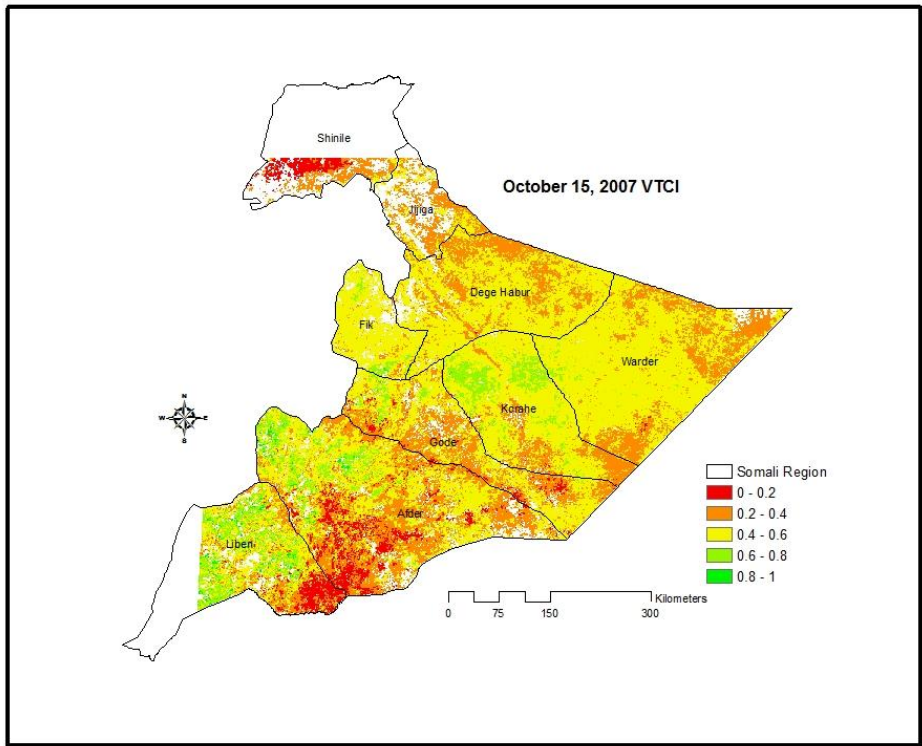 Shinile
October 15, 2007 VTCI
Jijiga
Dege Habur
Fik
Warder
Korahe
Gode
Afder
Liben
N
W E
S
Somali Region
0 - 0.2
0.2 - 0.4
0.4 - 0.6
0.6 - 0.8
0.8 - 1
Kilometers
0 75 150 300